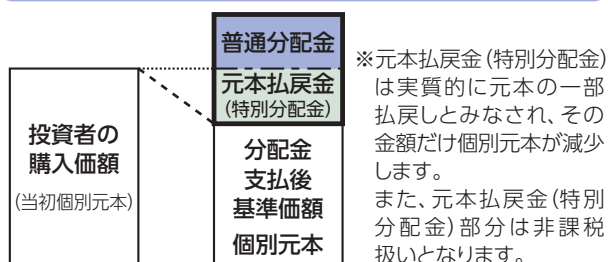 投資者の
購入価額
(当初個別元本)
普通分配金
元本払戻金
(特別分配金)
分配金
支払後
基準価額
個別元本
※元本払戻金(特別分配金)
は実質的に元本の一部
払戻しとみなされ、その
金額だけ個別元本が減少
します。
また、元本払戻金(特別
分配金)部分は非課税
扱いとなります。